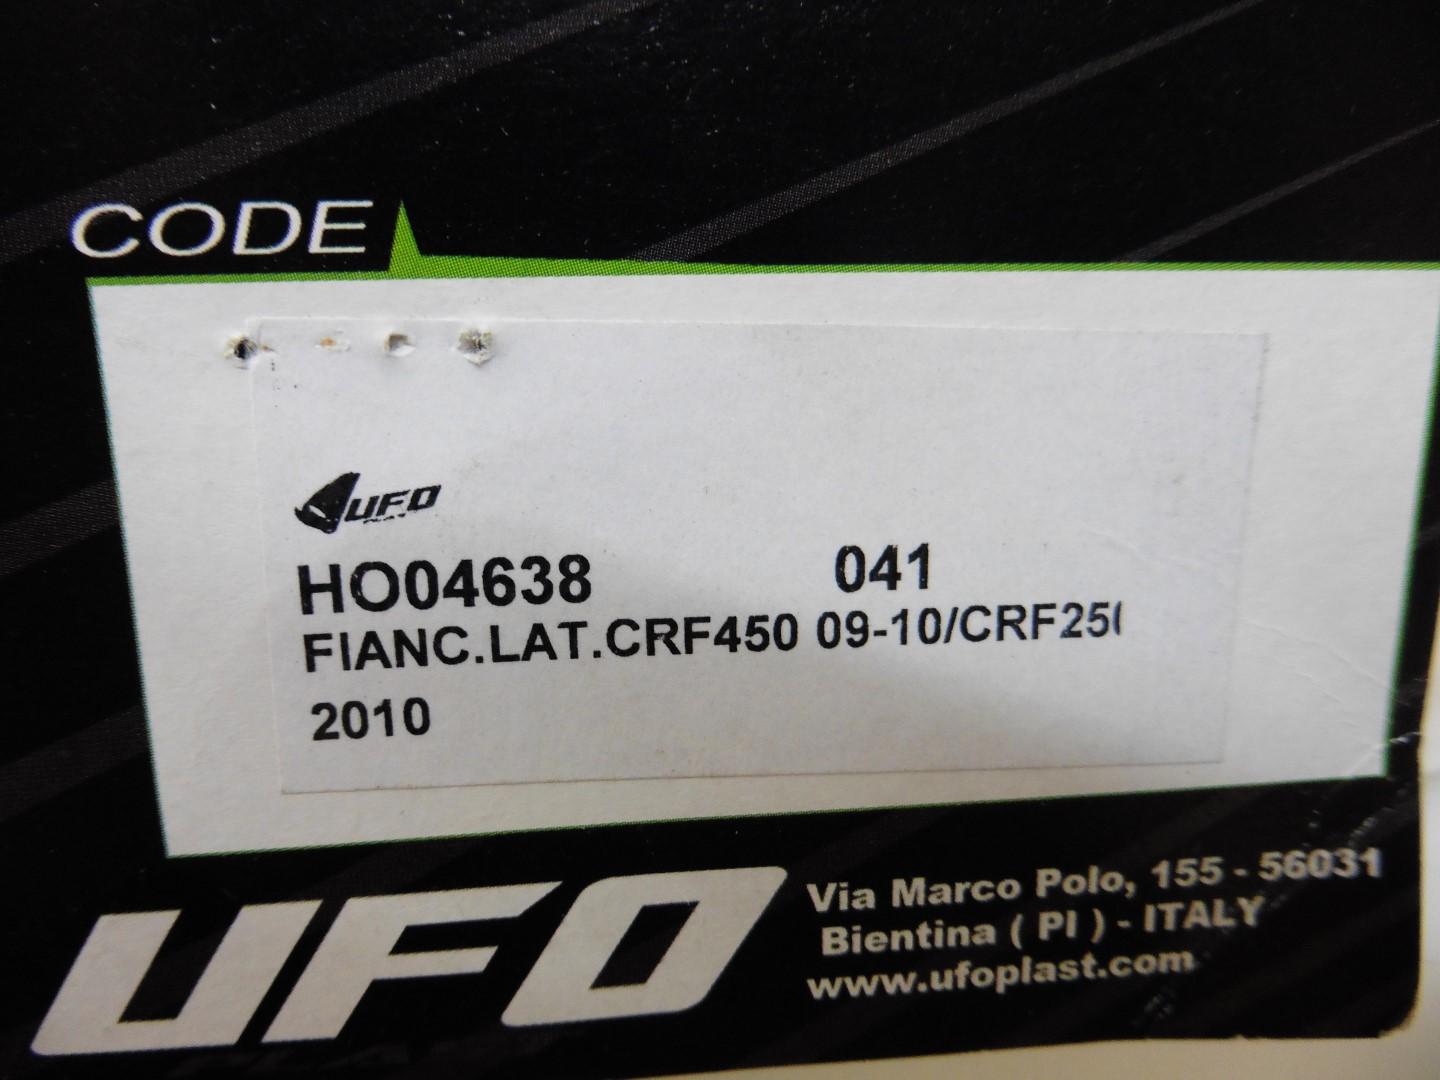 CODE
UFO
HO04638 041
FIANC.LAT.CRF450 09-10/CRF25
2010
UFO
Via Marco Polo, 155 - 56031
Bientina ( PI ) - ITALY
www.ufoplast.com